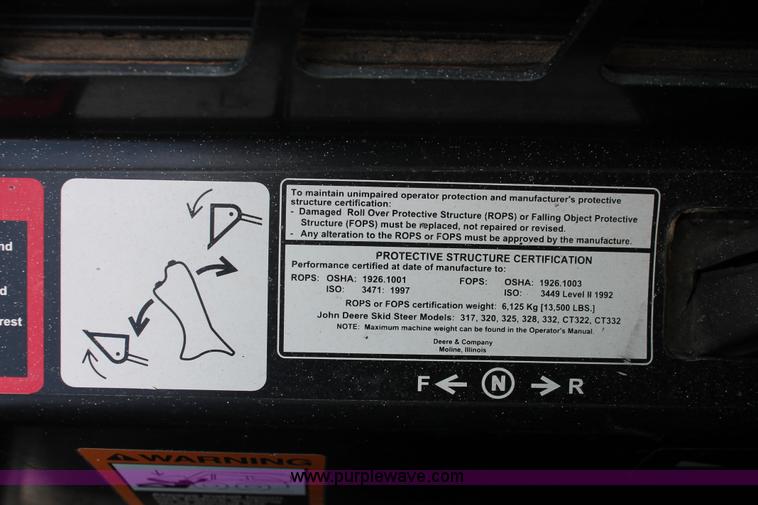 To maintain unimpaired operator protection and manufacturer's protective
structure certification:
- Damaged Roll Over Protective Structure (ROPS) or Falling Object Protective
Structure (FOPS) must be replaced, not repaired or revised.
- Any alteration to the ROPS or FOPS must be approved by the manufacture.
PROTECTIVE STRUCTURE CERTIFICATION
Performance certified at date of manufacture to:
ROPS: OSHA: 1926.1001 FOPS: OSHA: 1926.1003
ISO: 3471: 1997 ISO: 3449 Level II 1992
ROPS or FOPS certification weight: 6,125 Kg [13,500 LBS.]
John Deere Skid Steer Models: 317, 320, 325, 328, 332, CT322, CT332
NOTE: Maximum machine weight can be found in the Operator's Manual.
Deere & Company
Moline, Illinois
F N R
WARNING
www.purplewave.com